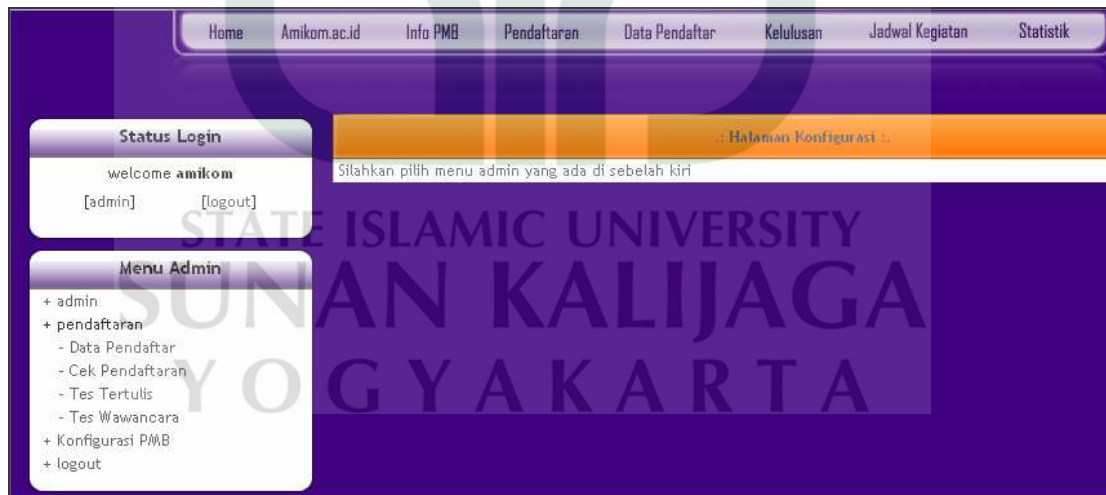 Home Amikom.ac.id Info PMB Pendaftaran Data Pendaftar Kelulusan Jadwal Kegiatan Statistik
Status Login
welcome amikom
[admin] [logout]
.: Halaman Konfigurasi :.
Silahkan pilih menu admin yang ada di sebelah kiri
Menu Admin
+ admin
+ pendaftaran
- Data Pendaftar
- Cek Pendaftaran
- Tes Tertulis
- Tes Wawancara
+ Konfigurasi PMB
+ logout
STATE ISLAMIC UNIVERSITY
SUNAN KALIJAGA
YOGYAKARTA